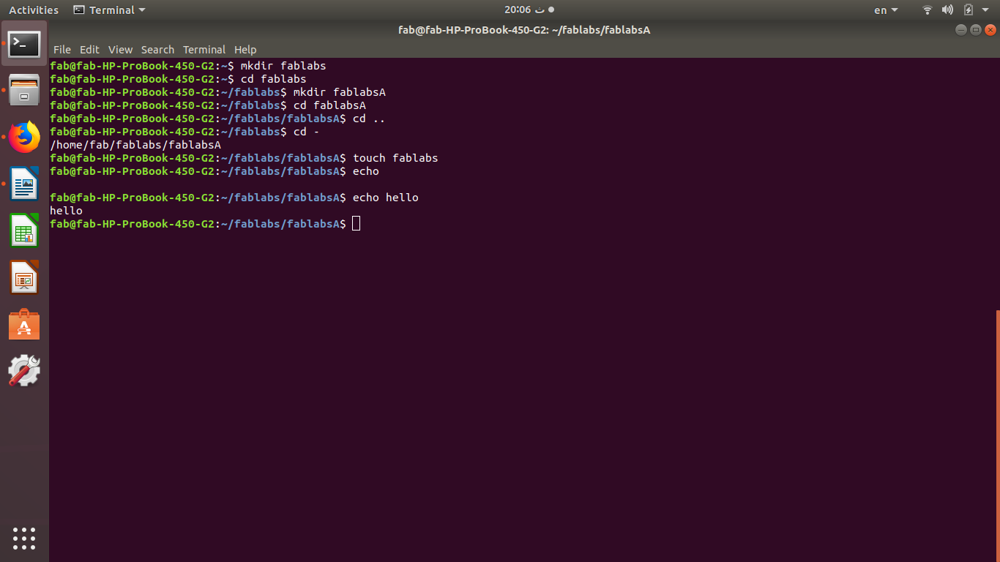 Activities Terminal 20:06 ث en
fab@fab-HP-ProBook-450-G2: ~/fablabs/fablabsA
File Edit View Search Terminal Help
fab@fab-HP-ProBook-450-G2:~$ mkdir fablabs
fab@fab-HP-ProBook-450-G2:~$ cd fablabs
fab@fab-HP-ProBook-450-G2:~/fablabs$ mkdir fablabsA
fab@fab-HP-ProBook-450-G2:~/fablabs$ cd fablabsA
fab@fab-HP-ProBook-450-G2:~/fablabs/fablabsA$ cd ..
fab@fab-HP-ProBook-450-G2:~/fablabs$ cd -
/home/fab/fablabs/fablabsA
fab@fab-HP-ProBook-450-G2:~/fablabs/fablabsA$ touch fablabs
fab@fab-HP-ProBook-450-G2:~/fablabs/fablabsA$ echo
fab@fab-HP-ProBook-450-G2:~/fablabs/fablabsA$ echo hello
hello
fab@fab-HP-ProBook-450-G2:~/fablabs/fablabsA$